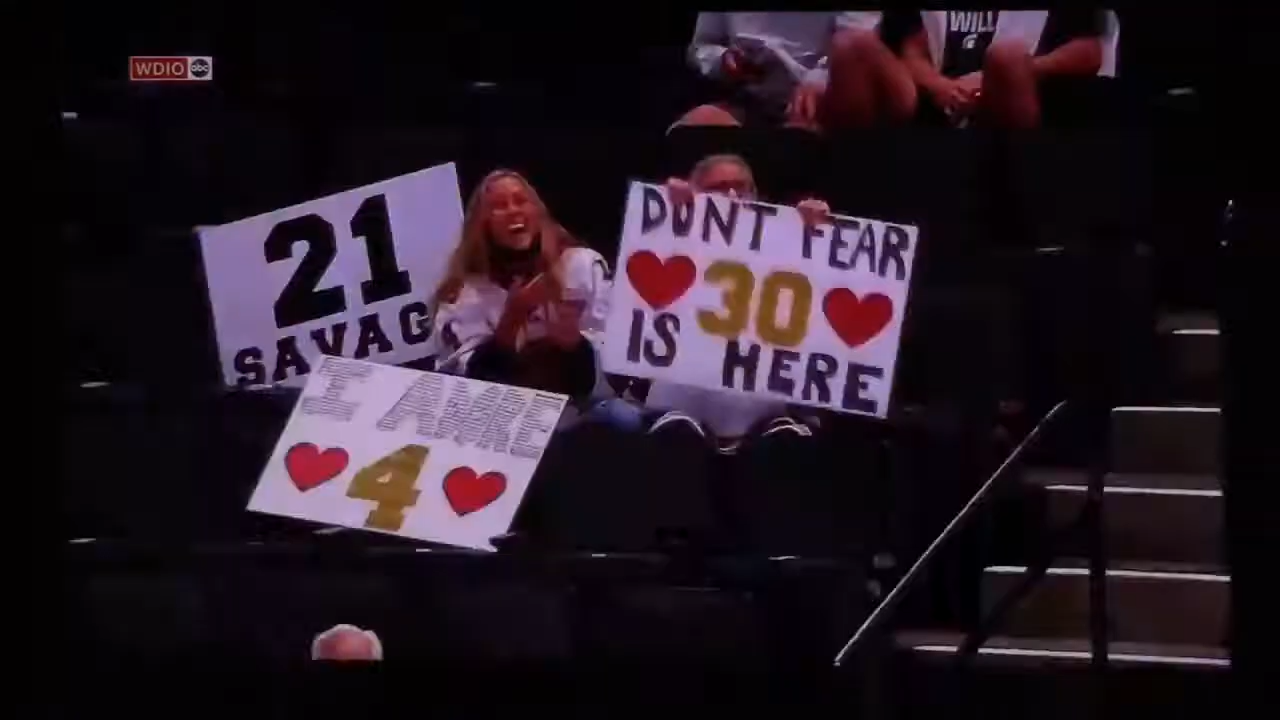 WILL
WDIO abc
21
SAVAG
DONT FEAR
30
IS HERE
I AMRE
4